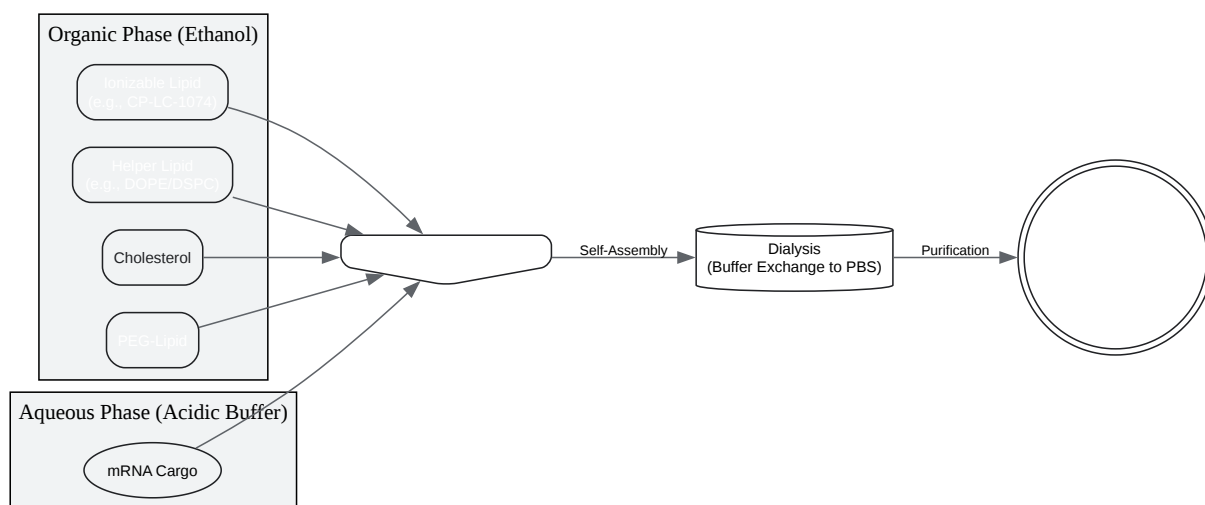 Organic Phase (Ethanol)
Ionizable Lipid
(e.g., CP-LC-1074)
Helper Lipid
(e.g., DOPE/DSPC)
Cholesterol
PEG-Lipid
Aqueous Phase (Acidic Buffer)
mRNA Cargo
Self-Assembly
Dialysis
(Buffer Exchange to PBS)
Purification